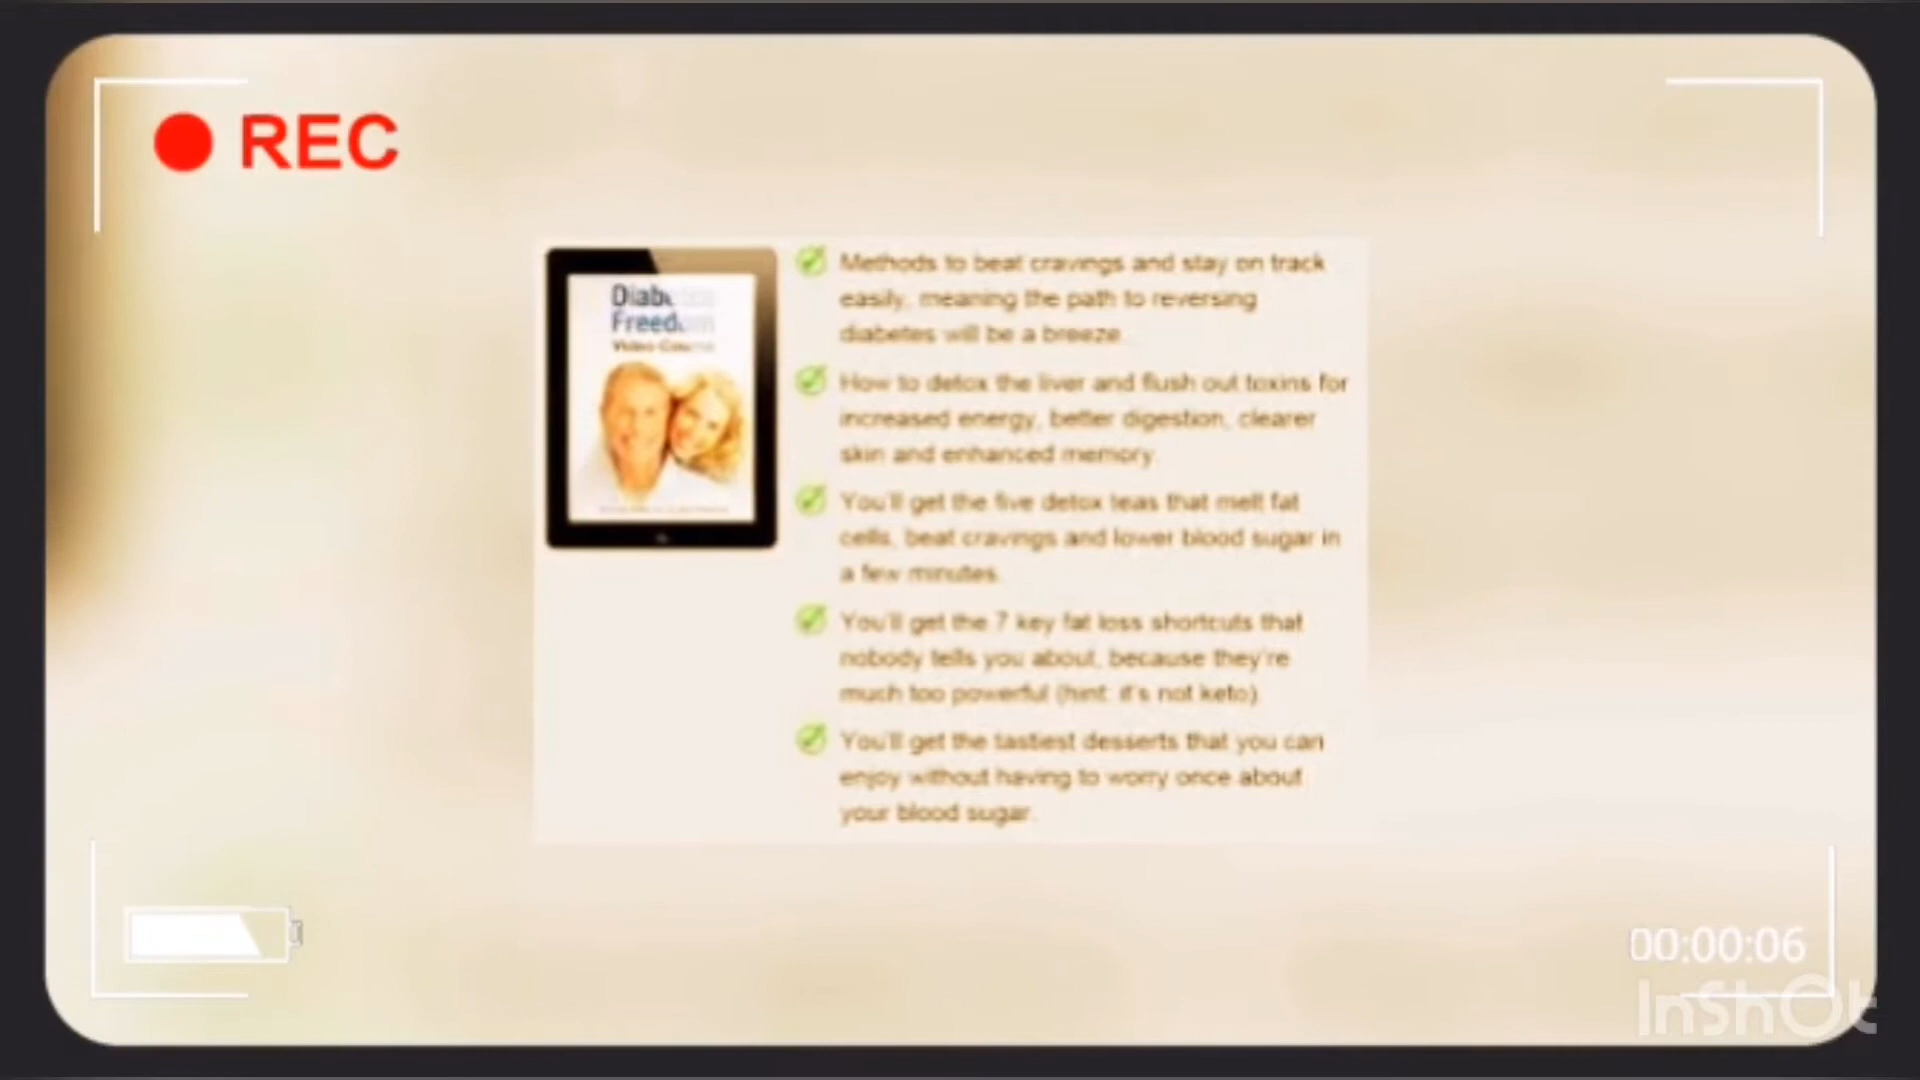 REC
Diabetes
Freedom
Video Course
Methods to beat cravings and stay on track
easily, meaning the path to reversing
diabetes will be a breeze.
How to detox the liver and flush out toxins for
increased energy, better digestion, clearer
skin and enhanced memory.
You'll get the five detox teas that melt fat
cells, beat cravings and lower blood sugar in
a few minutes.
You'll get the 7 key fat loss shortcuts that
nobody tells you about, because they're
much too powerful (hint: it's not keto).
You'll get the tastiest desserts that you can
enjoy without having to worry once about
your blood sugar.
00:00:06
InShOt